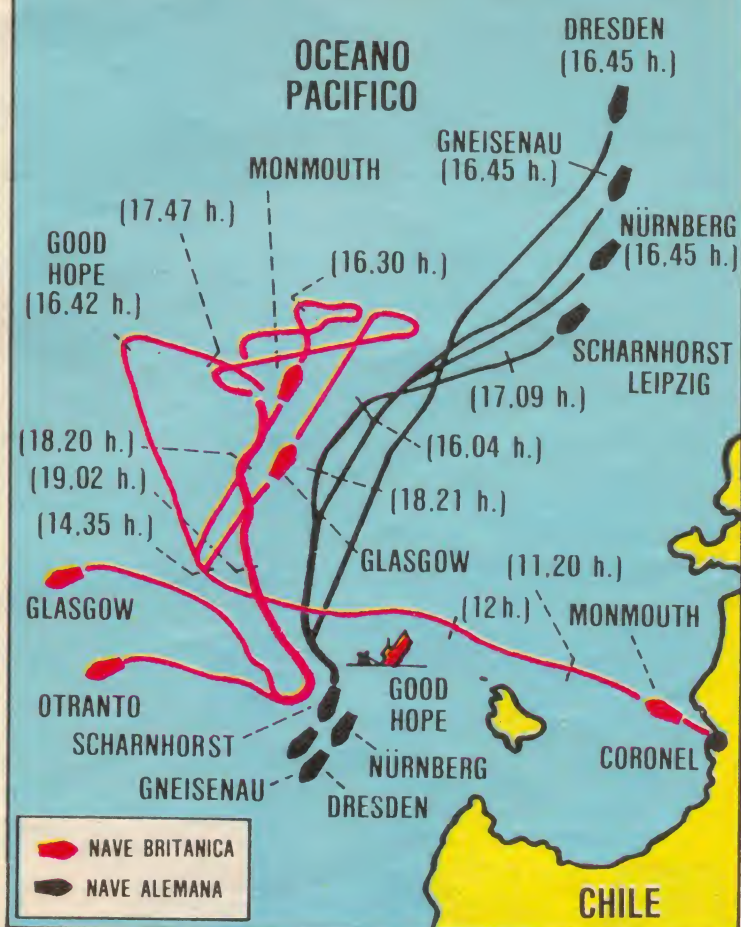 OCEANO
PACIFICO
DRESDEN
(16,45 h.)
GNEISENAU
(16,45 h.)
MONMOUTH
NÜRNBERG
(16,45 h.)
(17,47 h.)
GOOD
HOPE
(16,42 h.)
(16,30 h.)
SCHARNHORST
LEIPZIG
(17,09 h.)
(16,04 h.)
(18,20 h.)
(19,02 h.)
(14,35 h.)
(18,21 h.)
GLASGOW
(11,20 h.)
(12 h.)
MONMOUTH
GLASGOW
OTRANTO
GOOD
HOPE
SCHARNHORST
GNEISENAU
NÜRNBERG
DRESDEN
CORONEL
NAVE BRITANICA
NAVE ALEMANA
CHILE